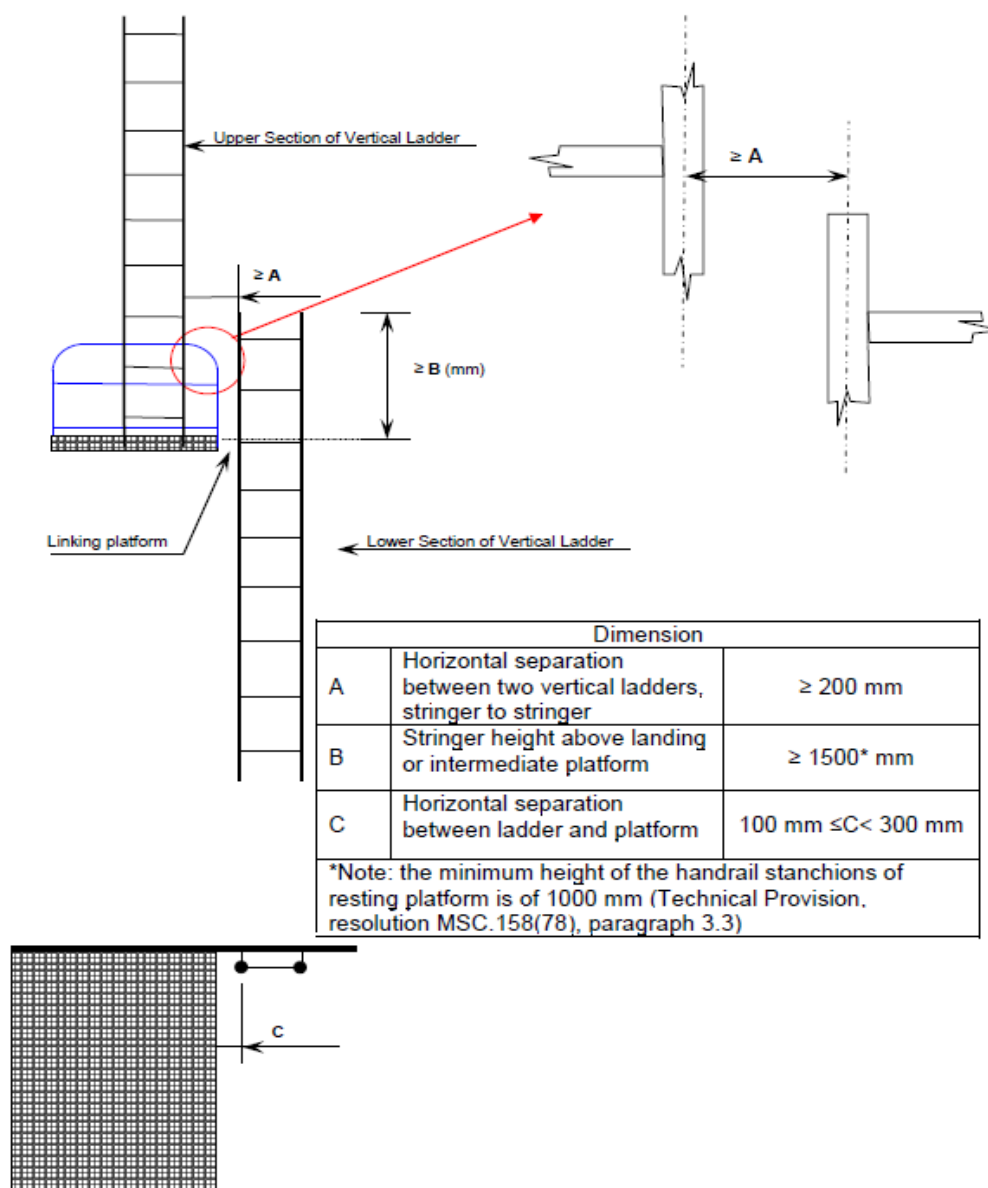 Upper Section of Vertical Ladder
≥ A
≥ A
≥ B (mm)
Linking platform
Lower Section of Vertical Ladder
Dimension
A
Horizontal separation
between two vertical ladders,
stringer to stringer
≥ 200 mm
B
Stringer height above landing
or intermediate platform
≥ 1500* mm
C
Horizontal separation
between ladder and platform
100 mm ≤C< 300 mm
*Note: the minimum height of the handrail stanchions of
resting platform is of 1000 mm (Technical Provision,
resolution MSC.158(78), paragraph 3.3)
C